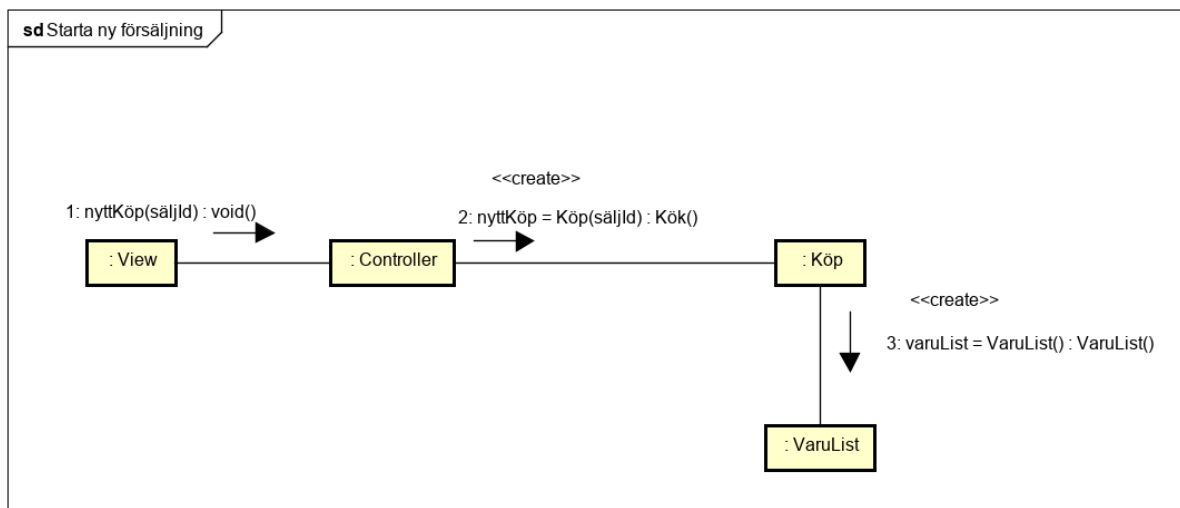 sd Starta ny försäljning
<<create>>
1: nyttKöp(säljId) : void()
2: nyttKöp = Köp(säljId) : Kök()
: View
: Controller
: Köp
<<create>>
3: varuList = VaruList() : VaruList()
: VaruList